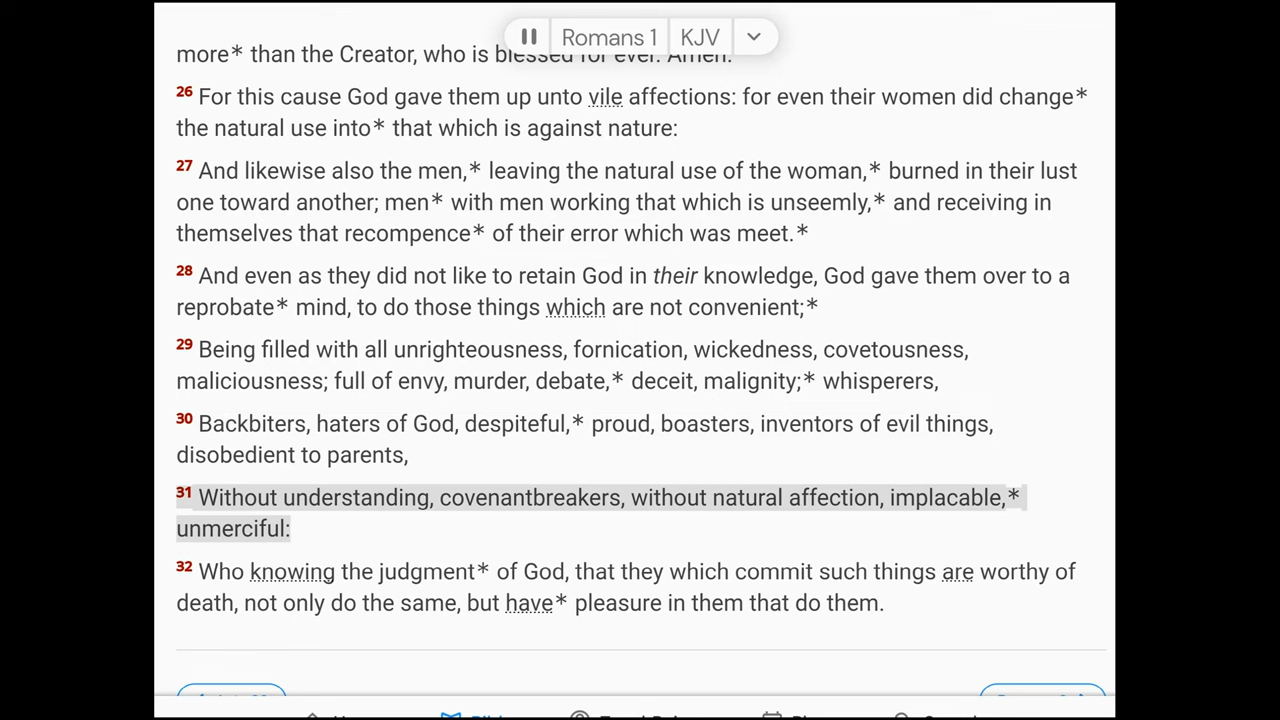 Romans 1 KJV
more* than the Creator, who is blessed for ever. Amen.
26 For this cause God gave them up unto vile affections: for even their women did change*
the natural use into* that which is against nature:
27 And likewise also the men,* leaving the natural use of the woman,* burned in their lust
one toward another; men* with men working that which is unseemly,* and receiving in
themselves that recompence* of their error which was meet.*
28 And even as they did not like to retain God in their knowledge, God gave them over to a
reprobate* mind, to do those things which are not convenient;*
29 Being filled with all unrighteousness, fornication, wickedness, covetousness,
maliciousness; full of envy, murder, debate,* deceit, malignity;* whisperers,
30 Backbiters, haters of God, despiteful,* proud, boasters, inventors of evil things,
disobedient to parents,
31 Without understanding, covenantbreakers, without natural affection, implacable,*
unmerciful:
32 Who knowing the judgment* of God, that they which commit such things are worthy of
death, not only do the same, but have* pleasure in them that do them.